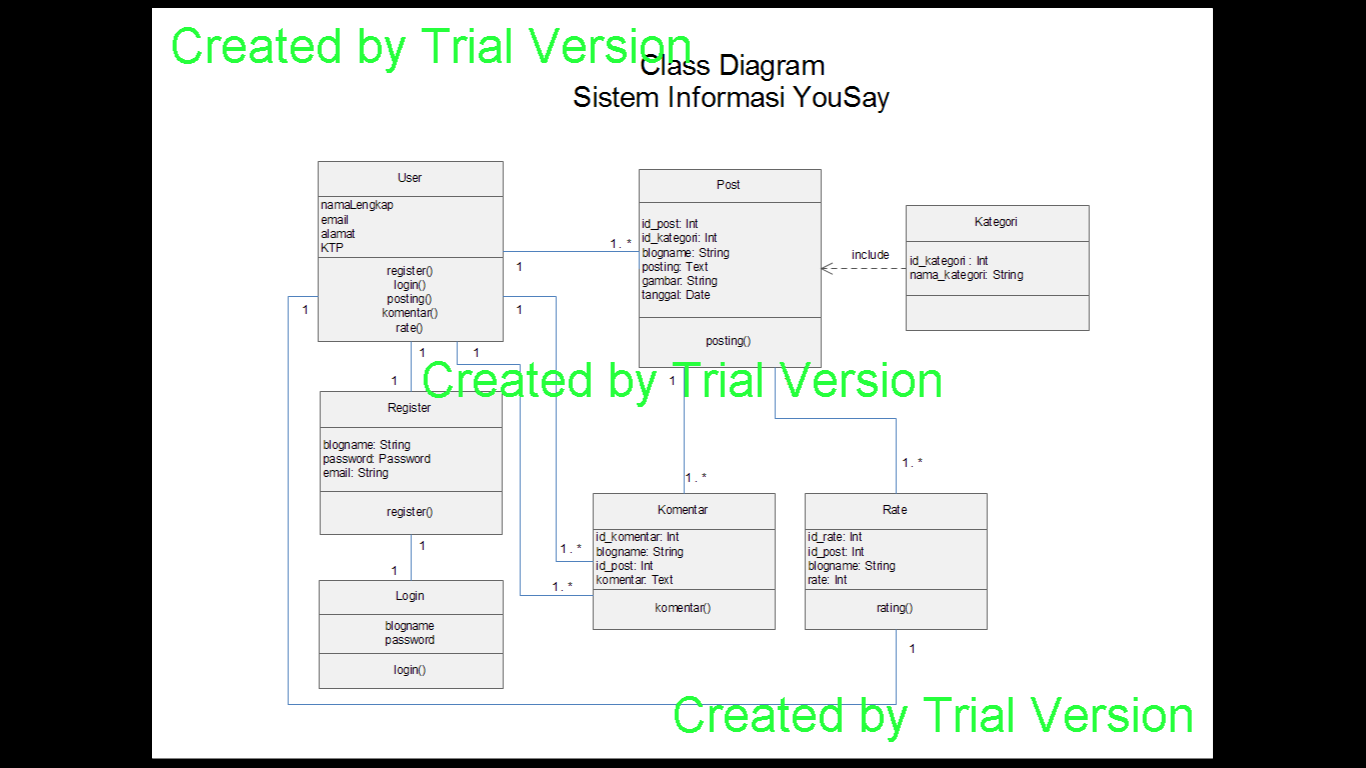 Created by Trial Version
Class Diagram
Sistem Informasi YouSay
User
namaLengkap
email
alamat
KTP
register()
login()
posting()
komentar()
rate()
Post
id_post: Int
id_kategori: Int
blogname: String
posting: Text
gambar: String
tanggal: Date
posting()
Kategori
id_kategori : Int
nama_kategori: String
include
1. *
1
1
1
1
1
1
Created by Trial Version
1
Register
blogname: String
password: Password
email: String
register()
1
1
Login
blogname
password
login()
1. *
1. *
1. *
1. *
Komentar
id_komentar: Int
blogname: String
id_post: Int
komentar: Text
komentar()
Rate
id_rate: Int
id_post: Int
blogname: String
rate: Int
rating()
1
Created by Trial Version